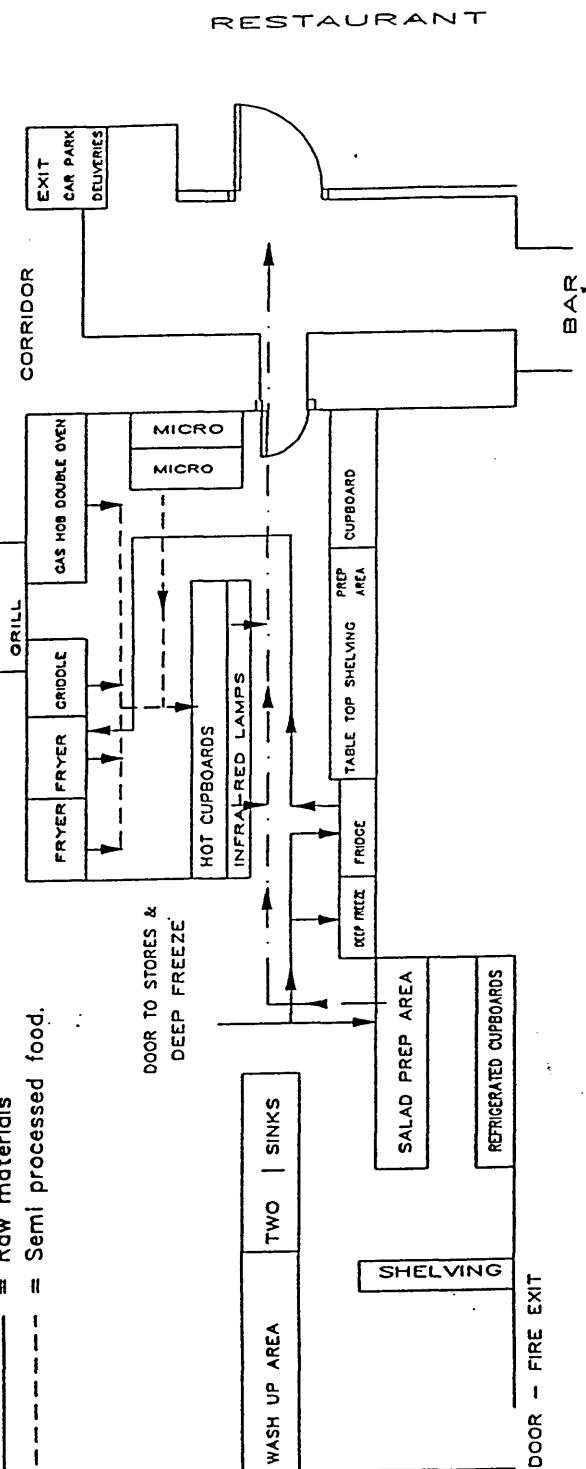 RESTAURANT
EXIT
CAR PARK
DELIVERIES
CORRIDOR
BAR
GRILL
GAS HOB DOUBLE OVEN
GRIDDLE
FRYER
FRYER
MICRO
MICRO
HOT CUPBOARDS
INFRA-RED LAMPS
CUPBOARD
PREP
AREA
TABLE TOP SHELVING
FRIDGE
DEEP FREEZE
DOOR TO STORES &
DEEP FREEZE
SALAD PREP AREA
REFRIGERATED CUPBOARDS
TWO | SINKS
WASH UP AREA
SHELVING
DOOR - FIRE EXIT
= Raw materials
= Semi processed food.